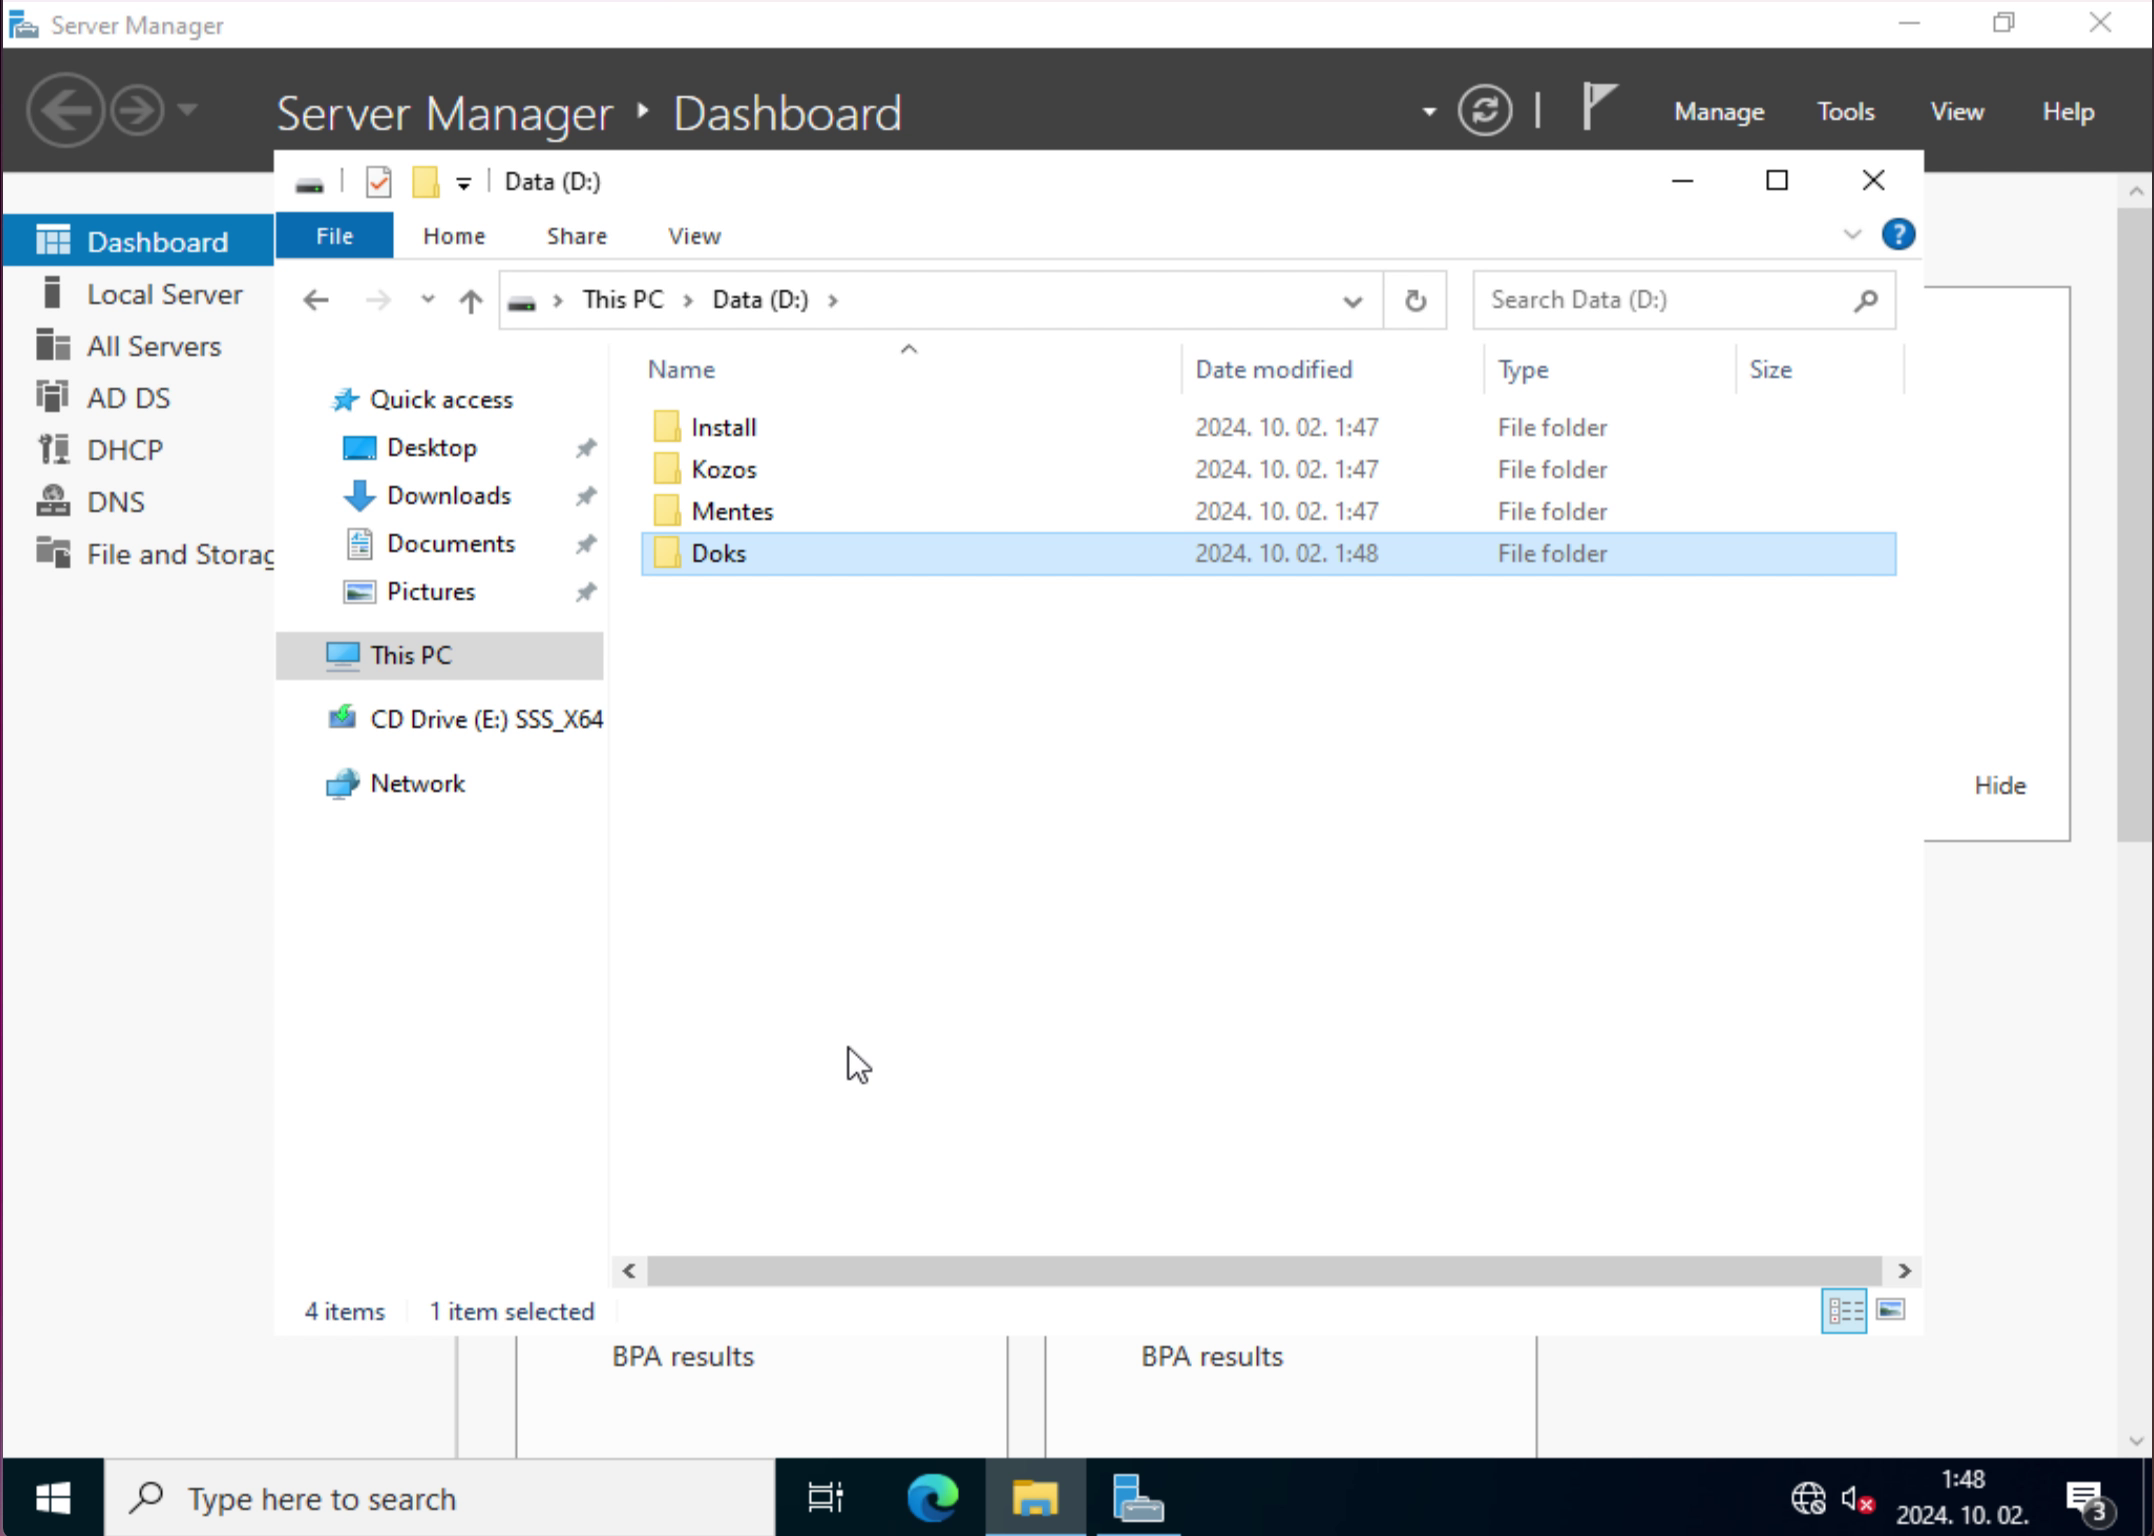 Server Manager
Server Manager ‣ Dashboard
Manage Tools View Help
Data (D:)
File Home Share View
This PC > Data (D:) >
Search Data (D:)
Dashboard
Local Server
All Servers
AD DS
DHCP
DNS
File and Storag
Quick access
Desktop
Downloads
Documents
Pictures
This PC
CD Drive (E:) SSS_X64
Network
Name Date modified Type Size
Install 2024. 10. 02. 1:47 File folder
Kozos 2024. 10. 02. 1:47 File folder
Mentes 2024. 10. 02. 1:47 File folder
Doks 2024. 10. 02. 1:48 File folder
Hide
4 items 1 item selected
BPA results BPA results
Type here to search
1:48
2024. 10. 02.
3